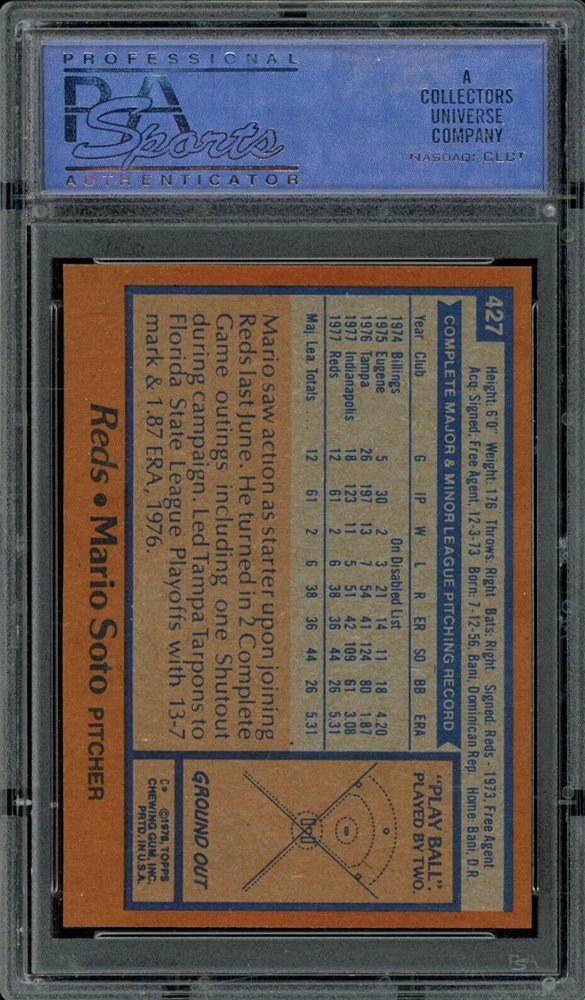 PROFESSIONAL
PSA
Sports
AUTHENTICATOR
A
COLLECTORS
UNIVERSE
COMPANY
NASDAQ: CLCT
427
Height: 6'0" Weight: 176 Throws: Right Bats: Right Signed: Reds - 1973, Free Agent
Acq: Signed, Free Agent, 12-3-73 Born: 7-12-56, Bani, Dominican Rep. Home: Bani, D.R.
COMPLETE MAJOR & MINOR LEAGUE PITCHING RECORD
Year Club G IP W L R ER SO BB ERA
1974 Billings On Disabled List
1975 Eugene 5 30 2 3 21 14 11 18 4.20
1976 Tampa 26 197 13 7 54 41 124 80 1.87
1977 Indianapolis 18 123 11 5 51 42 109 61 3.08
1977 Reds 12 61 2 6 38 36 44 26 5.31
Maj. Lea. Totals . . . 12 61 2 6 38 36 44 26 5.31
Mario saw action as starter upon joining
Reds last June. He turned in 2 Complete
Game outings including one Shutout
during campaign. Led Tampa Tarpons to
Florida State League Playoffs with 13-7
mark & 1.87 ERA, 1976.
"PLAY BALL".
PLAYED BY TWO.
GROUND OUT
C* ©1978, TOPPS
CHEWING GUM, INC.
PRTD. IN U.S.A.
Reds • Mario Soto PITCHER
PSA